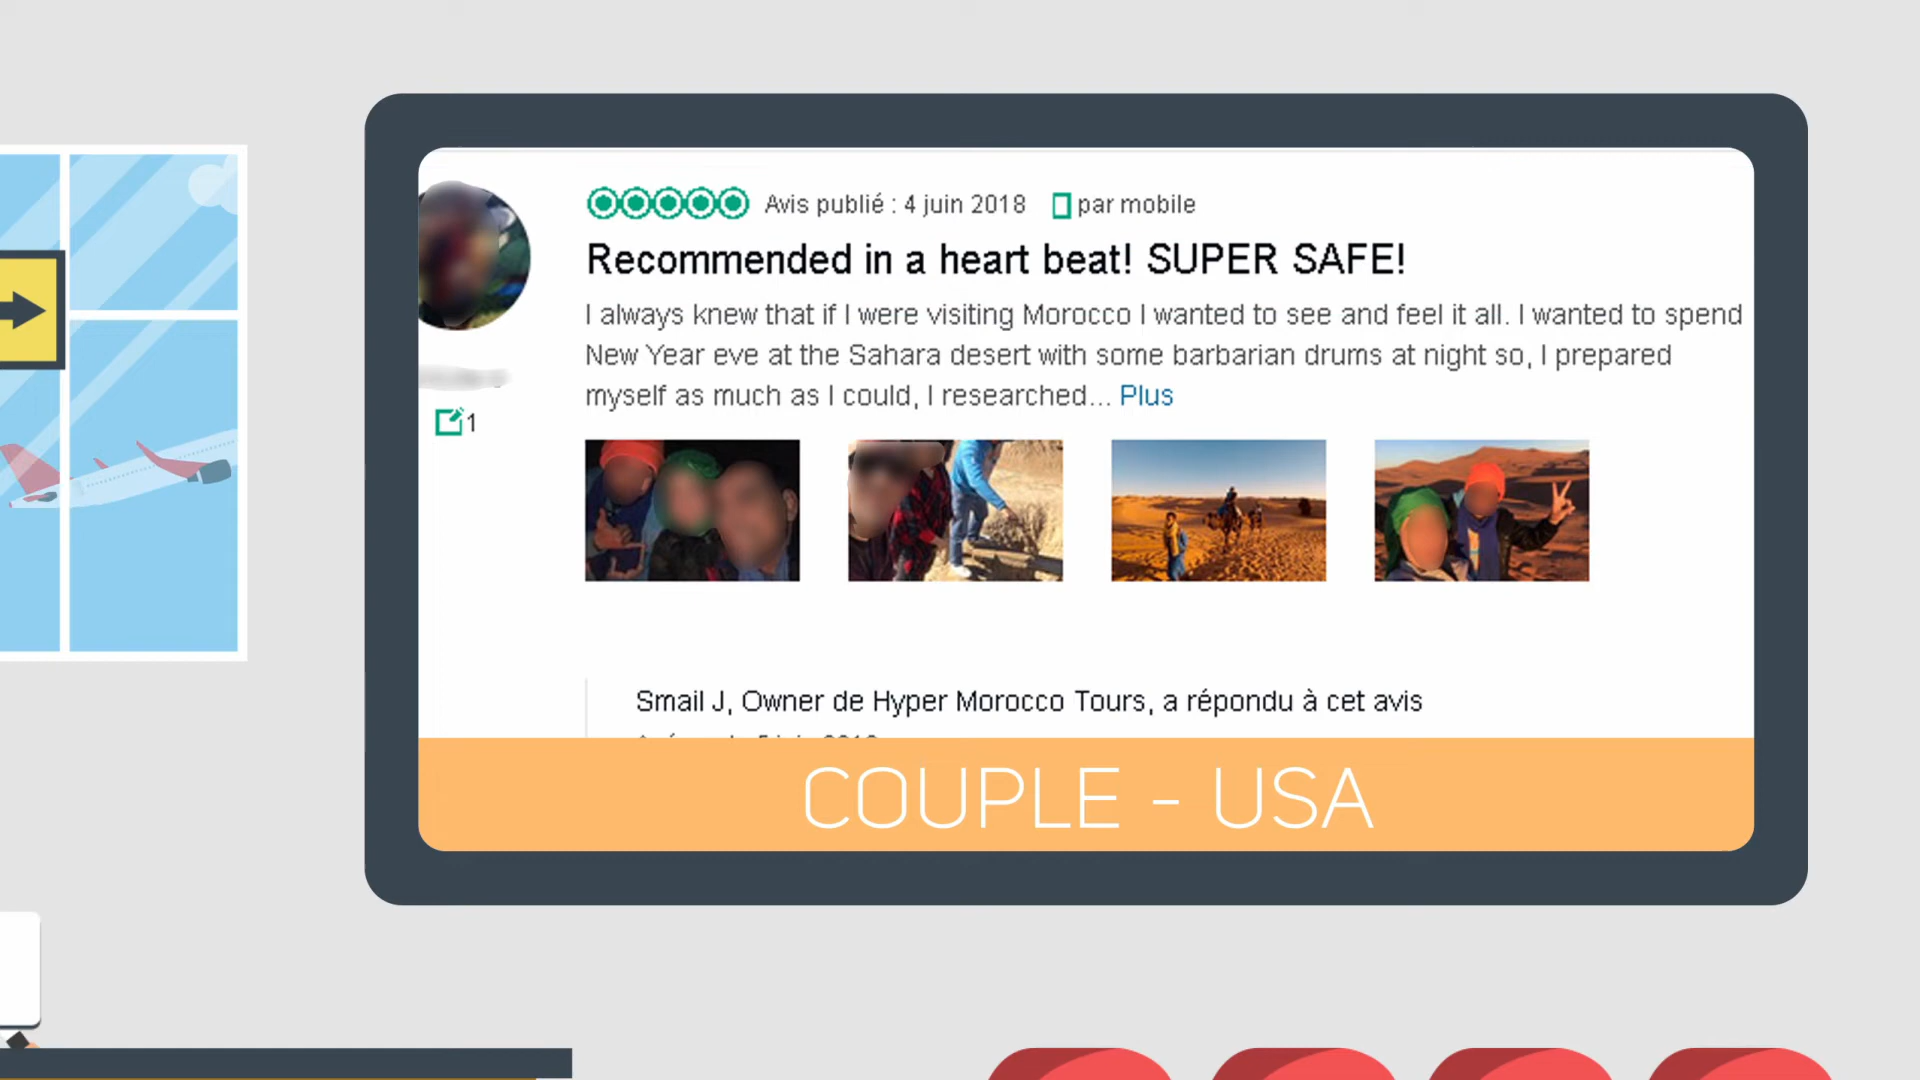 Avis publié : 4 juin 2018 par mobile
Recommended in a heart beat! SUPER SAFE!
I always knew that if I were visiting Morocco I wanted to see and feel it all. I wanted to spend
New Year eve at the Sahara desert with some barbarian drums at night so, I prepared
myself as much as I could, I researched... Plus
1
Smail J, Owner de Hyper Morocco Tours, a répondu à cet avis
COUPLE - USA